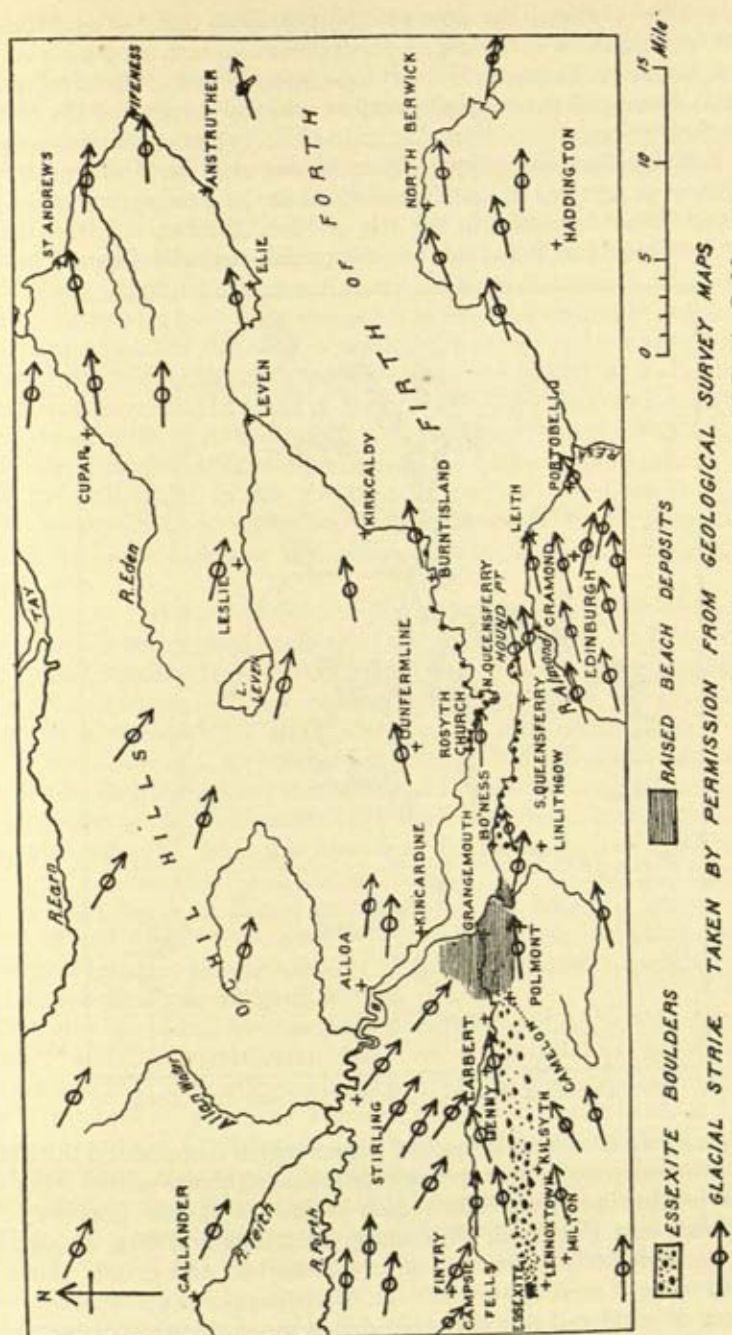 N
TAY
R. Earn
ST ANDREWS
FIFENESS
CUPAR
R. Eden
CALLANDER
Allan Water
OCHIL HILLS
ANSTRUTHER
R. Teith
LESLIE
L. LEVEN
LEVEN
ELIE
R. Forth
STIRLING
ALLOA
KIRKCALDY
FIRTH OF FORTH
KINCARDINE
DUNFERMLINE
BURNTISLAND
FINTRY
CAMPSIE
FELLS
ROSYTH
CHURCH
N. QUEENSFERRY
NORTH BERWICK
LARBERT
DENNY
GRANGEMOUTH
BO'NESS
HOUND PT
ESSEXITE
CAMELON
POLMONT
S. QUEENSFERRY
CRAMOND
LEITH
LENNOXTOWN
KILSYTH
LINLITHGOW
R. Almond
PORTOBELLO
HADDINGTON
MILTON
EDINBURGH
R. ESK
0 5 10 15 Mile
ESSEXITE BOULDERS
RAISED BEACH DEPOSITS
GLACIAL STRIÆ TAKEN BY PERMISSION FROM GEOLOGICAL SURVEY MAPS